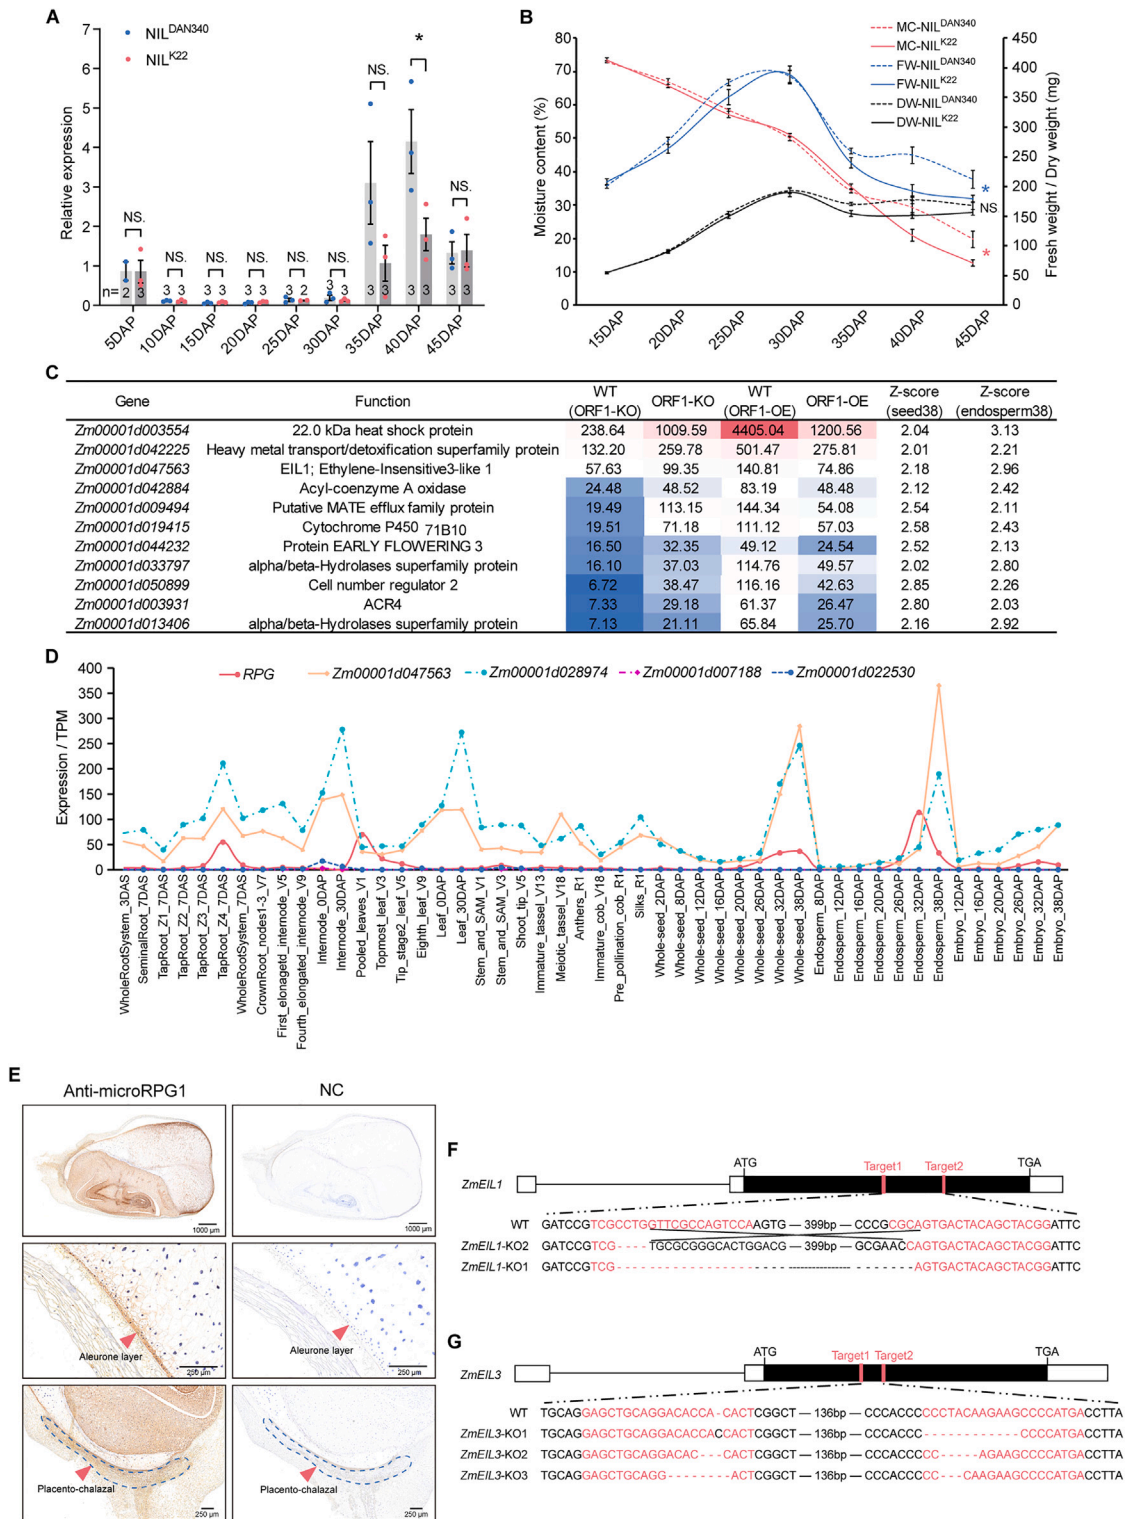 A
NIL^DAN340
NIL^K22
Relative expression
7
6
5
4
3
2
1
0
NS. NS. NS. NS. NS. NS. NS. * NS.
n= 2 3 3 3 3 3 3 3 3 2 3 3 3 3 3 3 3 3
5DAP 10DAP 15DAP 20DAP 25DAP 30DAP 35DAP 40DAP 45DAP
B
MC-NIL^DAN340
MC-NIL^K22
FW-NIL^DAN340
FW-NIL^K22
DW-NIL^DAN340
DW-NIL^K22
Moisture content (%)
80
70
60
50
40
30
20
10
0
Fresh weight / Dry weight (mg)
450
400
350
300
250
200
150
100
50
0
*
NS
*
15DAP 20DAP 25DAP 30DAP 35DAP 40DAP 45DAP
C
Gene Function WT (ORF1-KO) ORF1-KO WT (ORF1-OE) ORF1-OE Z-score (seed38) Z-score (endosperm38)
Zm00001d003554 22.0 kDa heat shock protein 238.64 1009.59 4405.04 1200.56 2.04 3.13
Zm00001d042225 Heavy metal transport/detoxification superfamily protein 132.20 259.78 501.47 275.81 2.01 2.21
Zm00001d047563 EIL1; Ethylene-Insensitive3-like 1 57.63 99.35 140.81 74.86 2.18 2.96
Zm00001d042884 Acyl-coenzyme A oxidase 24.48 48.52 83.19 48.48 2.12 2.42
Zm00001d009494 Putative MATE efflux family protein 19.49 113.15 144.34 54.08 2.54 2.11
Zm00001d019415 Cytochrome P450 71B10 19.51 71.18 111.12 57.03 2.58 2.43
Zm00001d044232 Protein EARLY FLOWERING 3 16.50 32.35 49.12 24.54 2.52 2.13
Zm00001d033797 alpha/beta-Hydrolases superfamily protein 16.10 37.03 114.76 49.57 2.02 2.80
Zm00001d050899 Cell number regulator 2 6.72 38.47 116.16 42.63 2.85 2.26
Zm00001d003931 ACR4 7.33 29.18 61.37 26.47 2.80 2.03
Zm00001d013406 alpha/beta-Hydrolases superfamily protein 7.13 21.11 65.84 25.70 2.16 2.92
D
RPG Zm00001d047563 Zm00001d028974 Zm00001d007188 Zm00001d022530
Expression / TPM
400
350
300
250
200
150
100
50
0
WholeRootSystem_3DAS
SeminalRoot_7DAS
TapRoot_Z1_7DAS
TapRoot_Z2_7DAS
TapRoot_Z3_7DAS
TapRoot_Z4_7DAS
WholeRootSystem_7DAS
CrownRoot_nodes1-3_V7
First_elonagetd_internode_V5
Fourth_elongated_internode_V9
Internode_0DAP
Internode_30DAP
Pooled_leaves_V1
Topmost_leaf_V3
Tip_stage2_leaf_V5
Eighth_leaf_V9
Leaf_0DAP
Leaf_30DAP
Stem_and_SAM_V1
Stem_and_SAM_V3
Shoot_tip_V5
Immature_tassel_V13
Meiotic_tassel_V18
Anthers_R1
Immature_cob_V18
Pre_pollination_cob_R1
Silks_R1
Whole-seed_2DAP
Whole-seed_8DAP
Whole-seed_12DAP
Whole-seed_16DAP
Whole-seed_20DAP
Whole-seed_26DAP
Whole-seed_32DAP
Whole-seed_38DAP
Endosperm_8DAP
Endosperm_12DAP
Endosperm_16DAP
Endosperm_20DAP
Endosperm_26DAP
Endosperm_32DAP
Endosperm_38DAP
Embryo_12DAP
Embryo_16DAP
Embryo_20DAP
Embryo_26DAP
Embryo_32DAP
Embryo_38DAP
E
Anti-microRPG1 NC
1000 µm 1000 µm
Aleurone layer 250 µm Aleurone layer 250 µm
Placento-chalazal 250 µm Placento-chalazal 250 µm
F
ATG Target1 Target2 TGA
ZmEIL1
WT GATCCGTCGCCTGGTTCGCCAGTCCAAGTG — 399bp — CCCGCGCAGTGACTACAGCTACGGATTC
ZmEIL1-KO2 GATCCGTCG----TGCGCGGGCACTGGACG — 399bp — GCGAACCAGTGACTACAGCTACGGATTC
ZmEIL1-KO1 GATCCGTCG---------------------AGTGACTACAGCTACGGATTC
G
ATG Target1 Target2 TGA
ZmEIL3
WT TGCAGGAGCTGCAGGACACCA-CACTCGGCT — 136bp — CCCACCCCCCTACAAGAAGCCCCATGACCTTA
ZmEIL3-KO1 TGCAGGAGCTGCAGGACACCACCACTCGGCT — 136bp — CCCACCC-----------CCCCATGACCTTA
ZmEIL3-KO2 TGCAGGAGCTGCAGGACAC---CACTCGGCT — 136bp — CCCACCCCC-----AGAAGCCCCATGACCTTA
ZmEIL3-KO3 TGCAGGAGCTGCAGG-------ACTCGGCT — 136bp — CCCACCCCC----CAAGAAGCCCCATGACCTTA